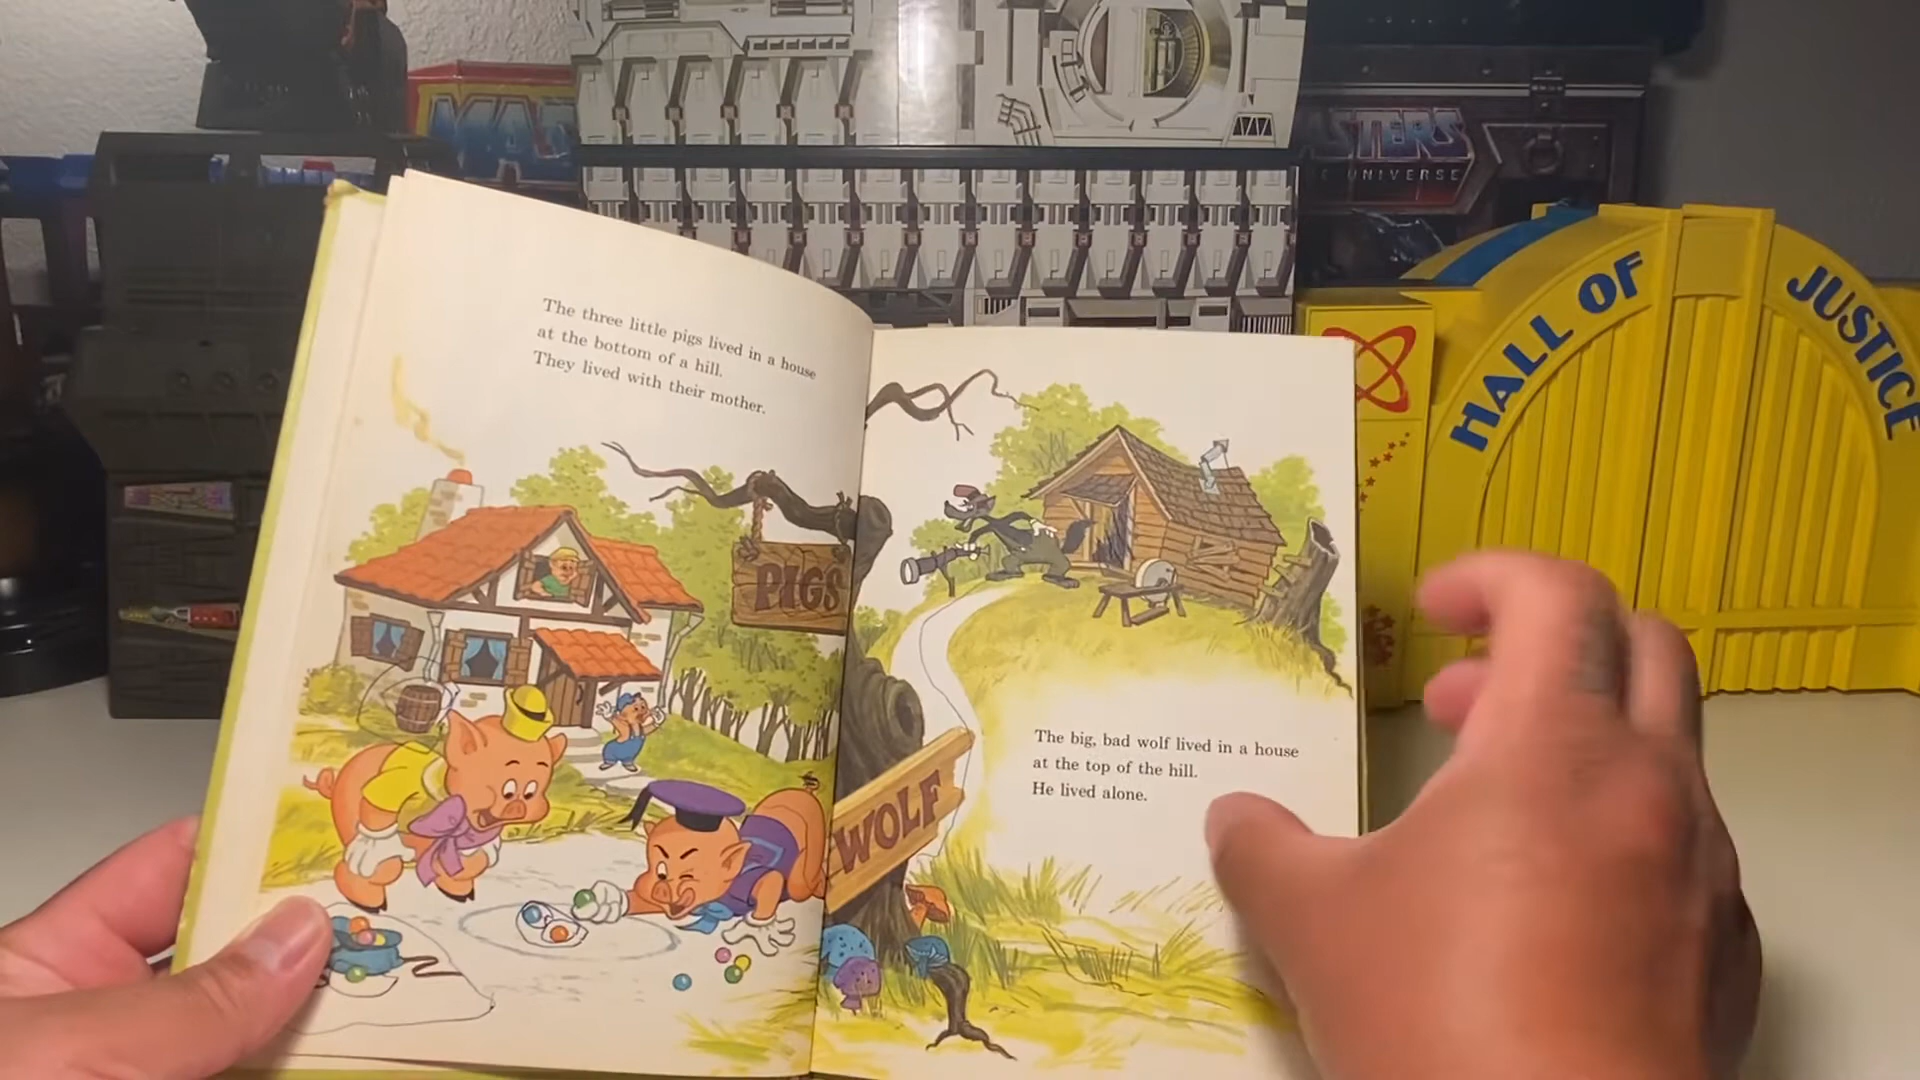 MAS
ASTERS
E UNIVERSE
HALL OF JUSTICE
The three little pigs lived in a house
at the bottom of a hill.
They lived with their mother.
PIGS
WOLF
The big, bad wolf lived in a house
at the top of the hill.
He lived alone.